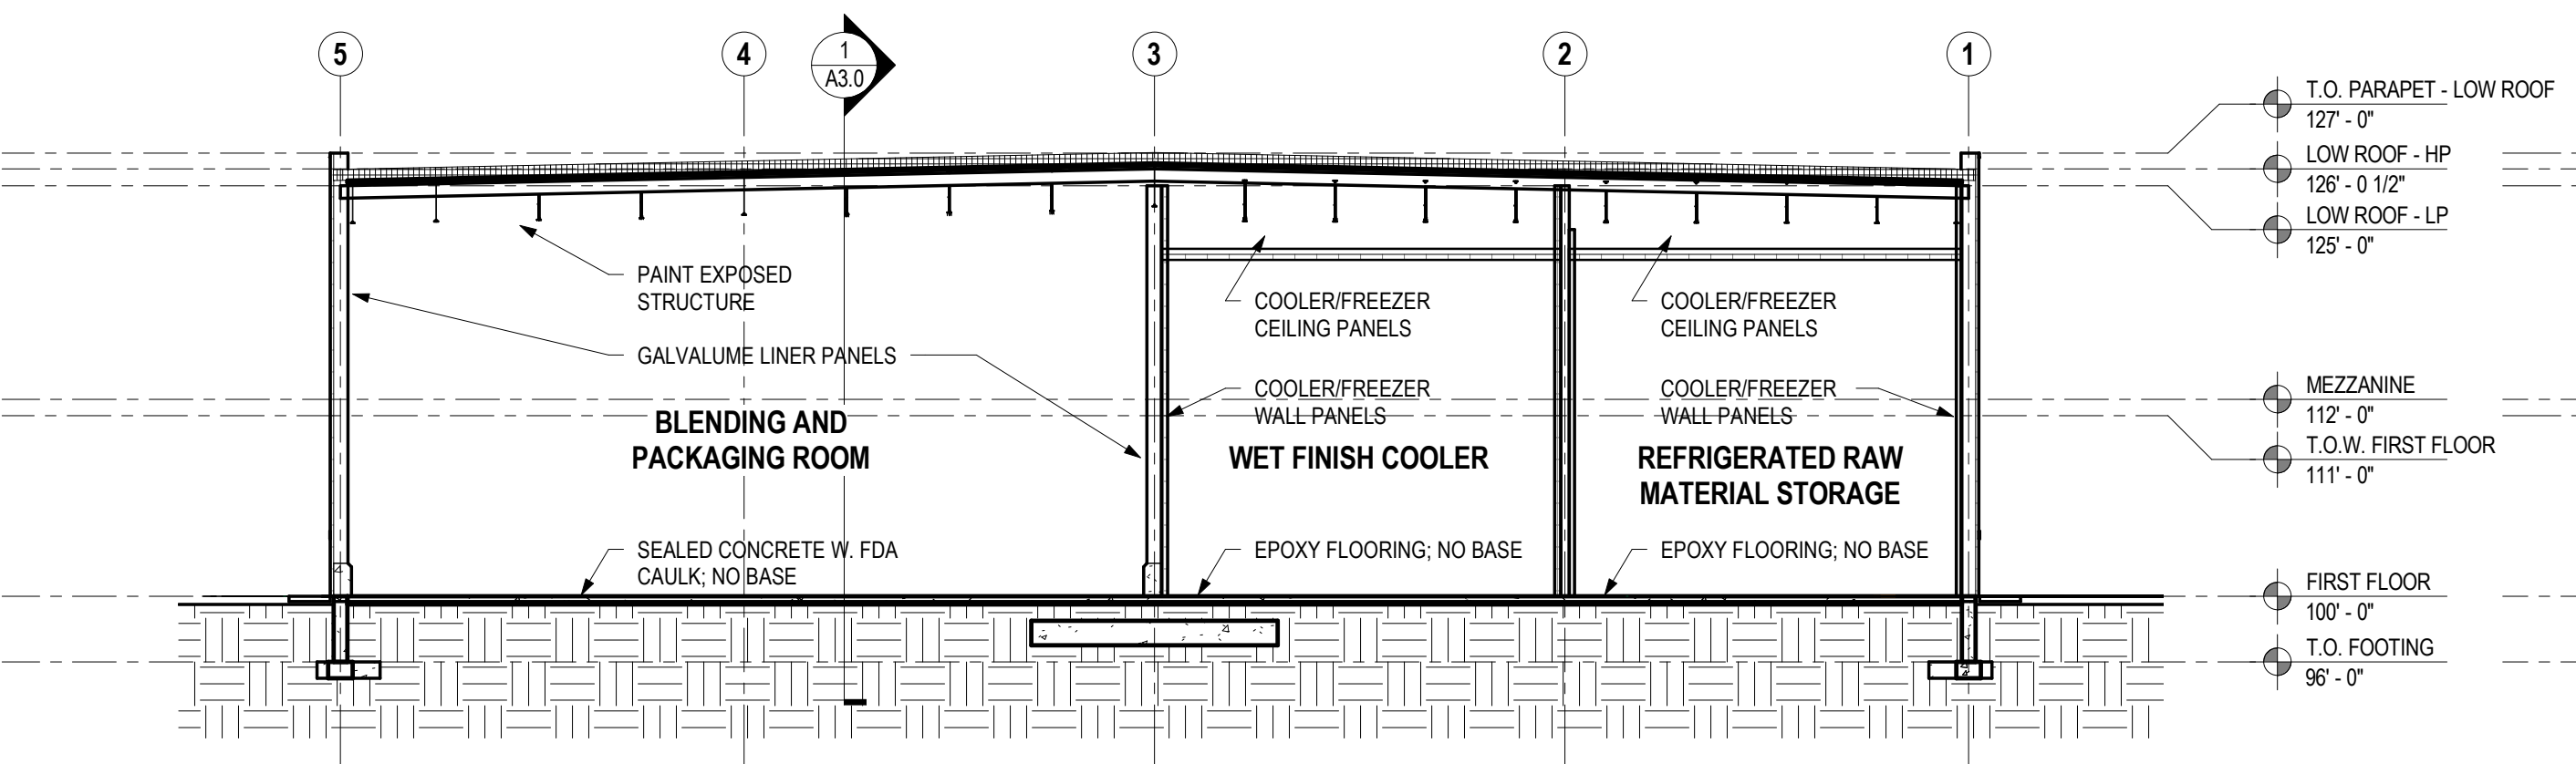 5
4
1
A3.0
3
2
1
T.O. PARAPET - LOW ROOF
127' - 0"
LOW ROOF - HP
126' - 0 1/2"
LOW ROOF - LP
125' - 0"
PAINT EXPOSED
STRUCTURE
COOLER/FREEZER
CEILING PANELS
COOLER/FREEZER
CEILING PANELS
GALVALUME LINER PANELS
COOLER/FREEZER
WALL PANELS
COOLER/FREEZER
WALL PANELS
MEZZANINE
112' - 0"
BLENDING AND
PACKAGING ROOM
WET FINISH COOLER
REFRIGERATED RAW
MATERIAL STORAGE
T.O.W. FIRST FLOOR
111' - 0"
SEALED CONCRETE W. FDA
CAULK; NO BASE
EPOXY FLOORING; NO BASE
EPOXY FLOORING; NO BASE
FIRST FLOOR
100' - 0"
T.O. FOOTING
96' - 0"